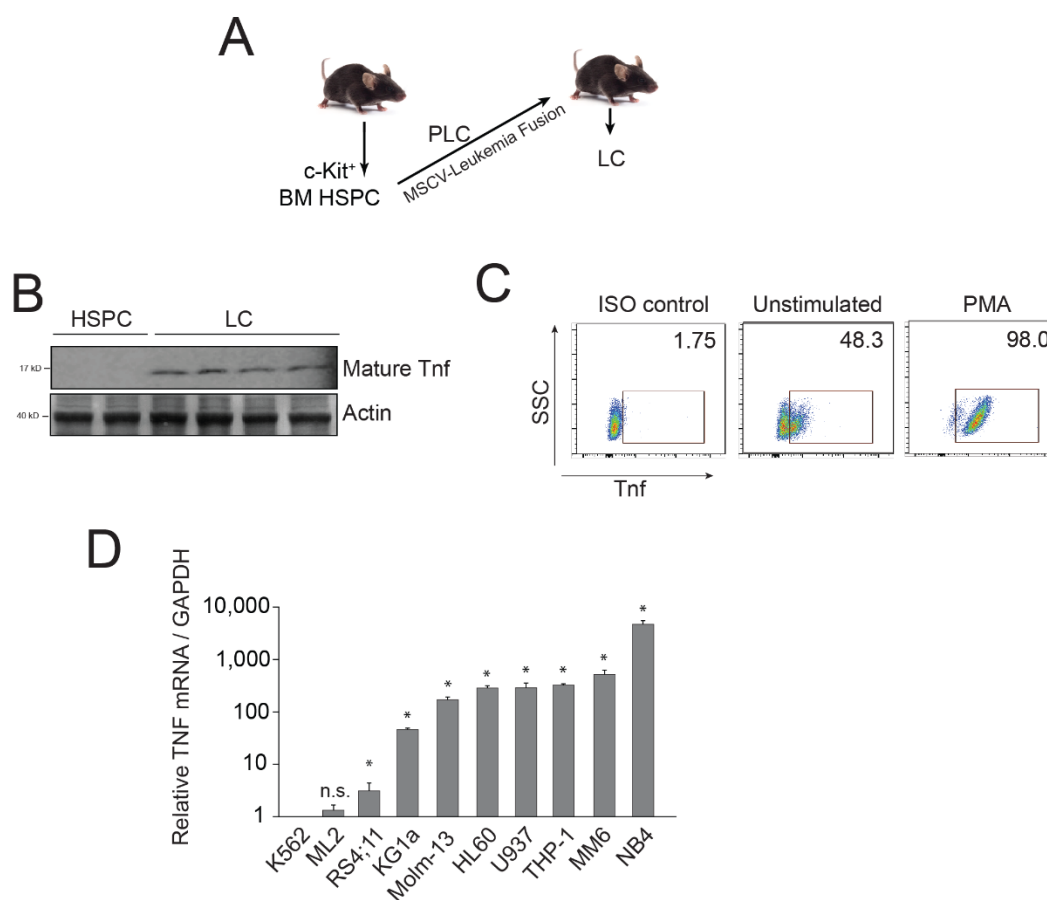 A
c-Kit⁺
BM HSPC
PLC
MSCV-Leukemia Fusion
LC
B
HSPC LC
17 kD
Mature Tnf
40 kD
Actin
C
ISO control Unstimulated PMA
1.75 48.3 98.0
SSC
Tnf
D
Relative TNF mRNA / GAPDH
10,000
1,000
100
10
1
n.s. * * * * * * * *
K562 ML2 RS4;11 KG1a Molm-13 HL60 U937 THP-1 MM6 NB4